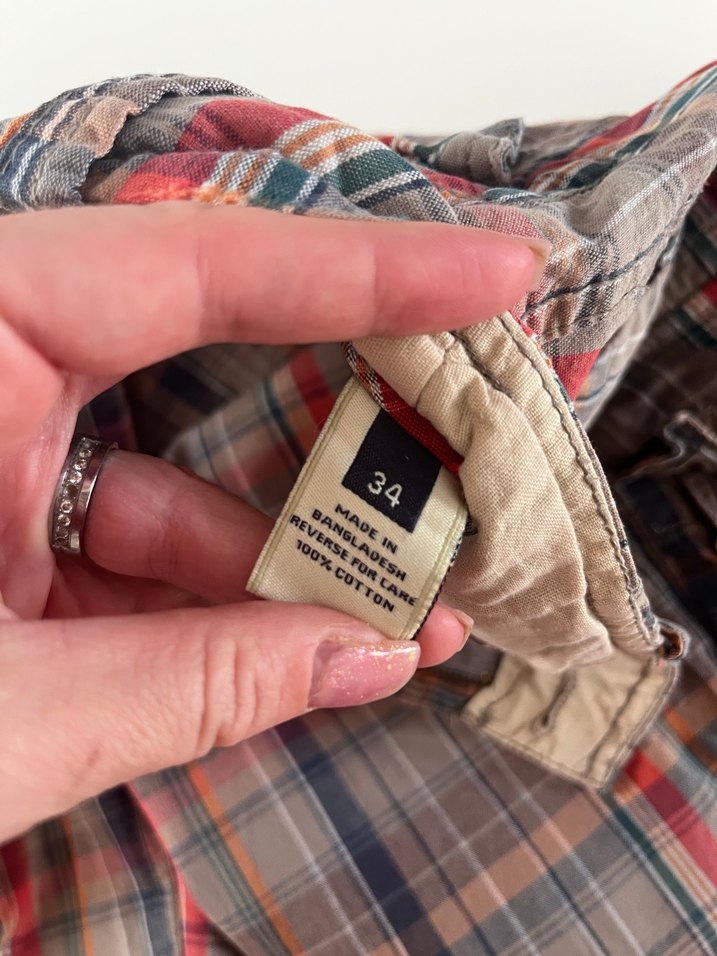 34
MADE IN
BANGLADESH
REVERSE FOR CARE
100% COTTON